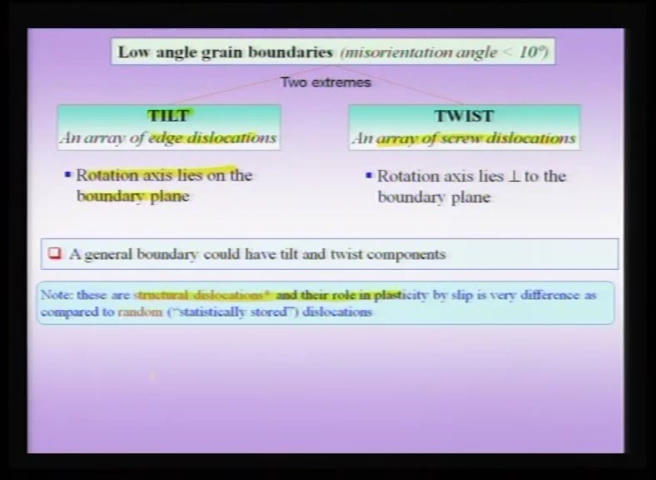 Low angle grain boundaries (misorientation angle < 10°)
Two extremes
TILT
An array of edge dislocations
TWIST
An array of screw dislocations
▪ Rotation axis lies on the
boundary plane
▪ Rotation axis lies ⊥ to the
boundary plane
❑ A general boundary could have tilt and twist components
Note: these are structural dislocations* and their role in plasticity by slip is very difference as
compared to random ("statistically stored") dislocations